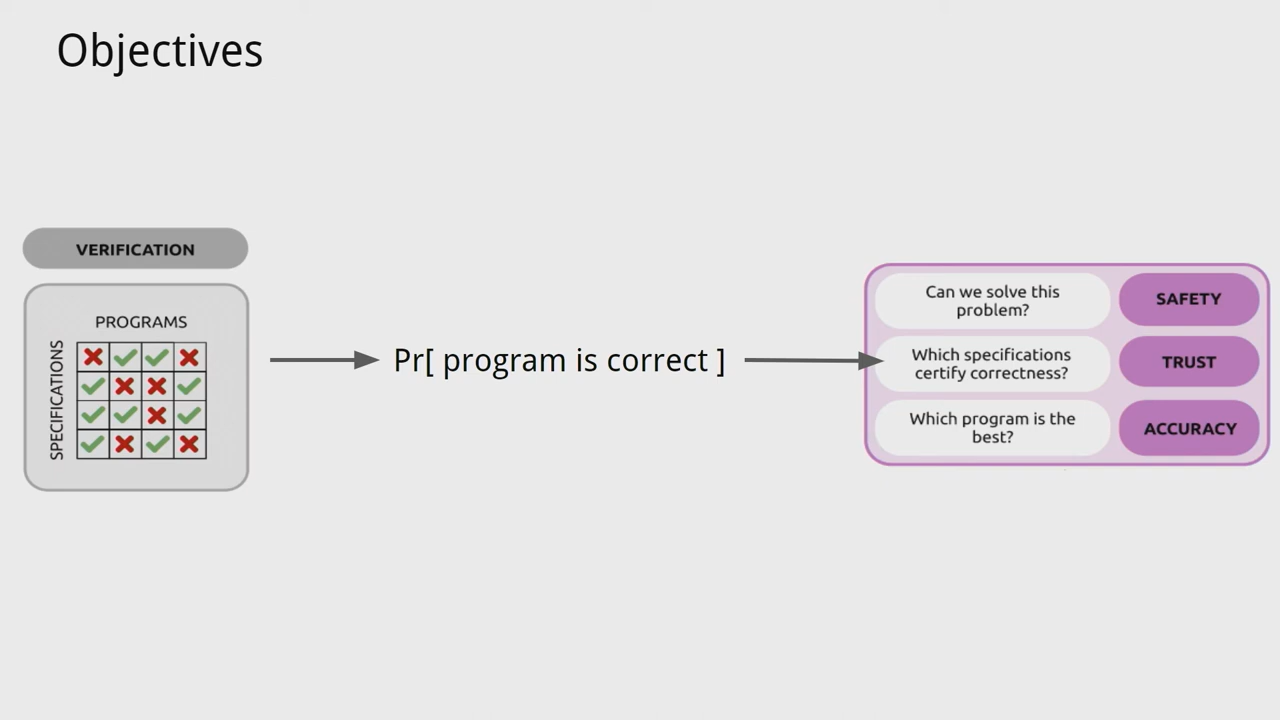 Objectives
VERIFICATION
PROGRAMS
SPECIFICATIONS
Pr[ program is correct ]
Can we solve this
problem?
SAFETY
Which specifications
certify correctness?
TRUST
Which program is the
best?
ACCURACY